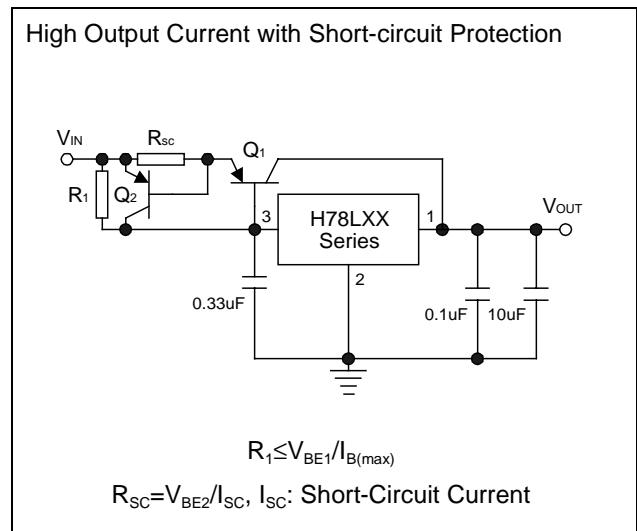 High Output Current with Short-circuit Protection
VIN
Rsc
Q1
R1
Q2
3
H78LXX
Series
1
VOUT
2
0.33uF
0.1uF
10uF
R1≤VBE1/IB(max)
RSC=VBE2/ISC, ISC: Short-Circuit Current